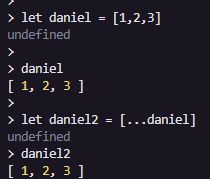 >
> let daniel = [1,2,3]
undefined
>
> daniel
[ 1, 2, 3 ]
>
> let daniel2 = [...daniel]
undefined
> daniel2
[ 1, 2, 3 ]